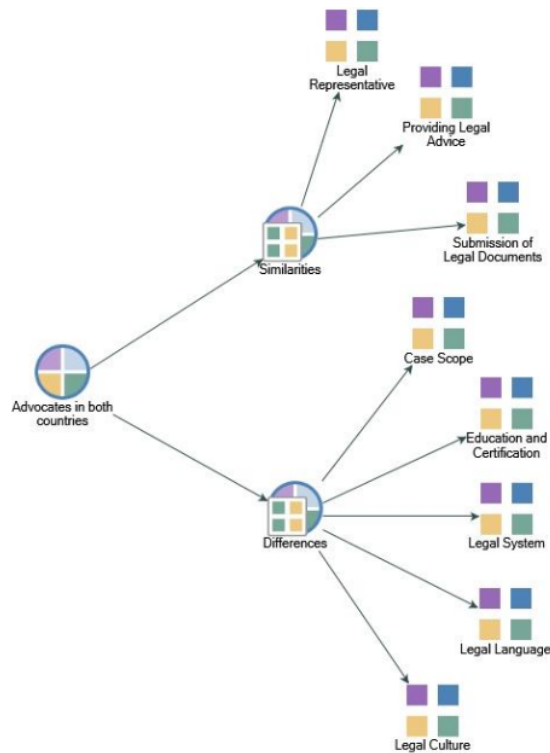 Legal
Representative
Providing Legal
Advice
Submission of
Legal Documents
Similarities
Case Scope
Advocates in both
countries
Education and
Certification
Differences
Legal System
Legal Language
Legal Culture